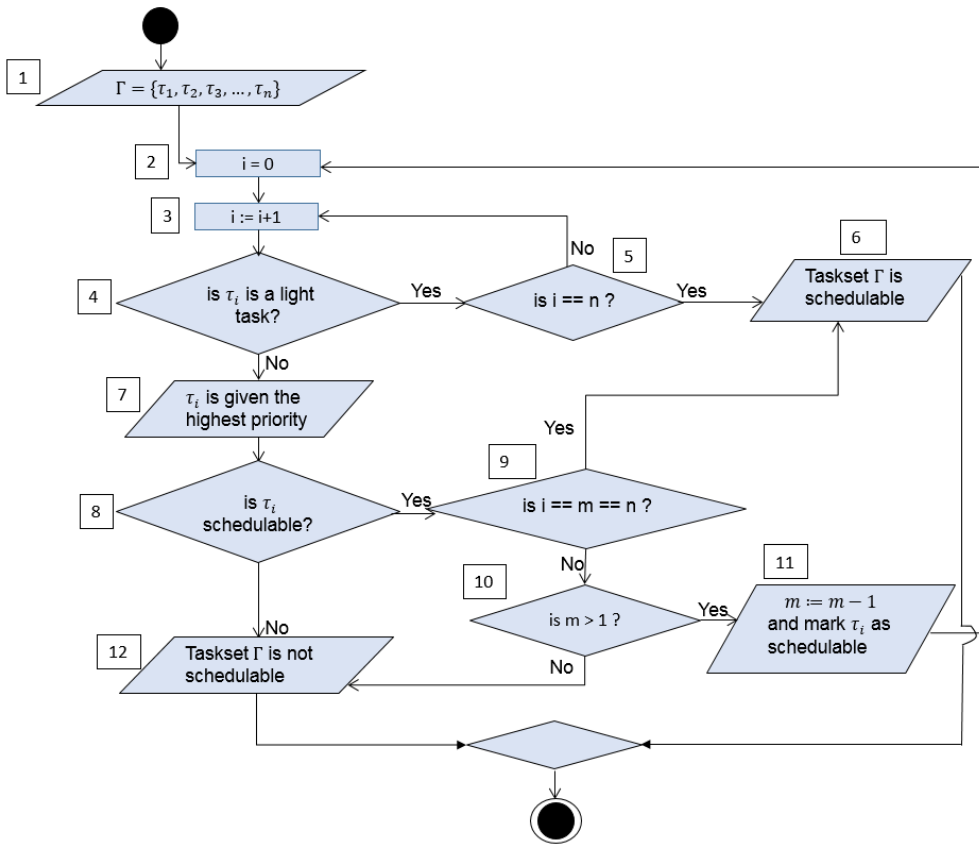 1
Γ = {τ₁, τ₂, τ₃, …, τₙ}
2
i = 0
3
i := i+1
No
5
6
4
is τᵢ is a light
task?
Yes
is i == n ?
Yes
Taskset Γ is
schedulable
No
7
τᵢ is given the
highest priority
Yes
9
8
is τᵢ
schedulable?
Yes
is i == m == n ?
No
10
11
is m > 1 ?
Yes
m ≔ m − 1
and mark τᵢ as
schedulable
No
12
Taskset Γ is not
schedulable
No